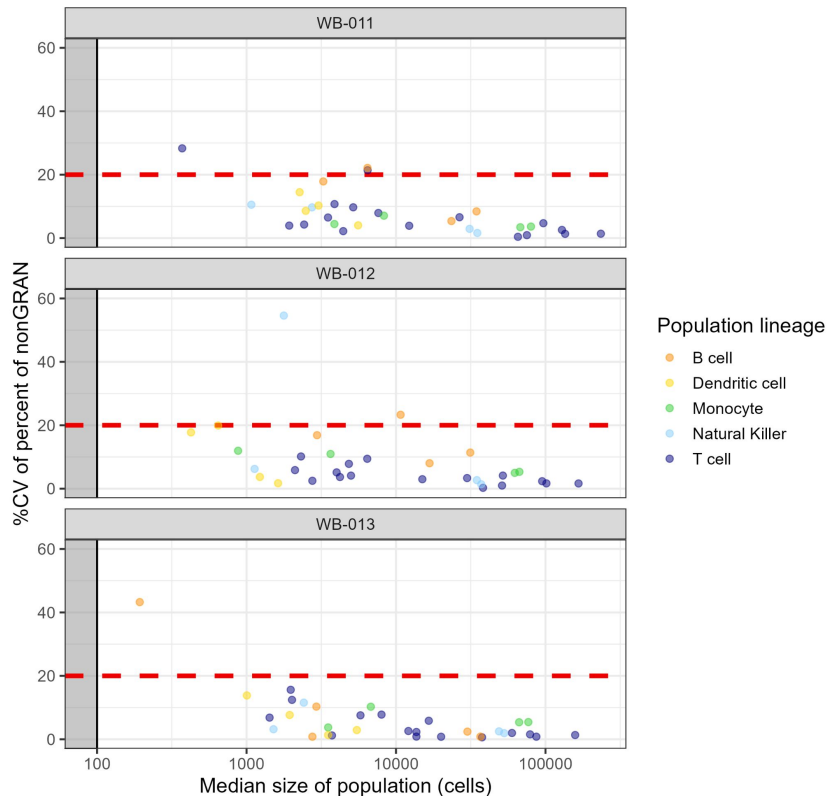 WB-011
60
40
20
0
WB-012
60
40
20
0
WB-013
60
40
20
0
100 1000 10000 100000
Median size of population (cells)
%CV of percent of nonGRAN
Population lineage
B cell
Dendritic cell
Monocyte
Natural Killer
T cell